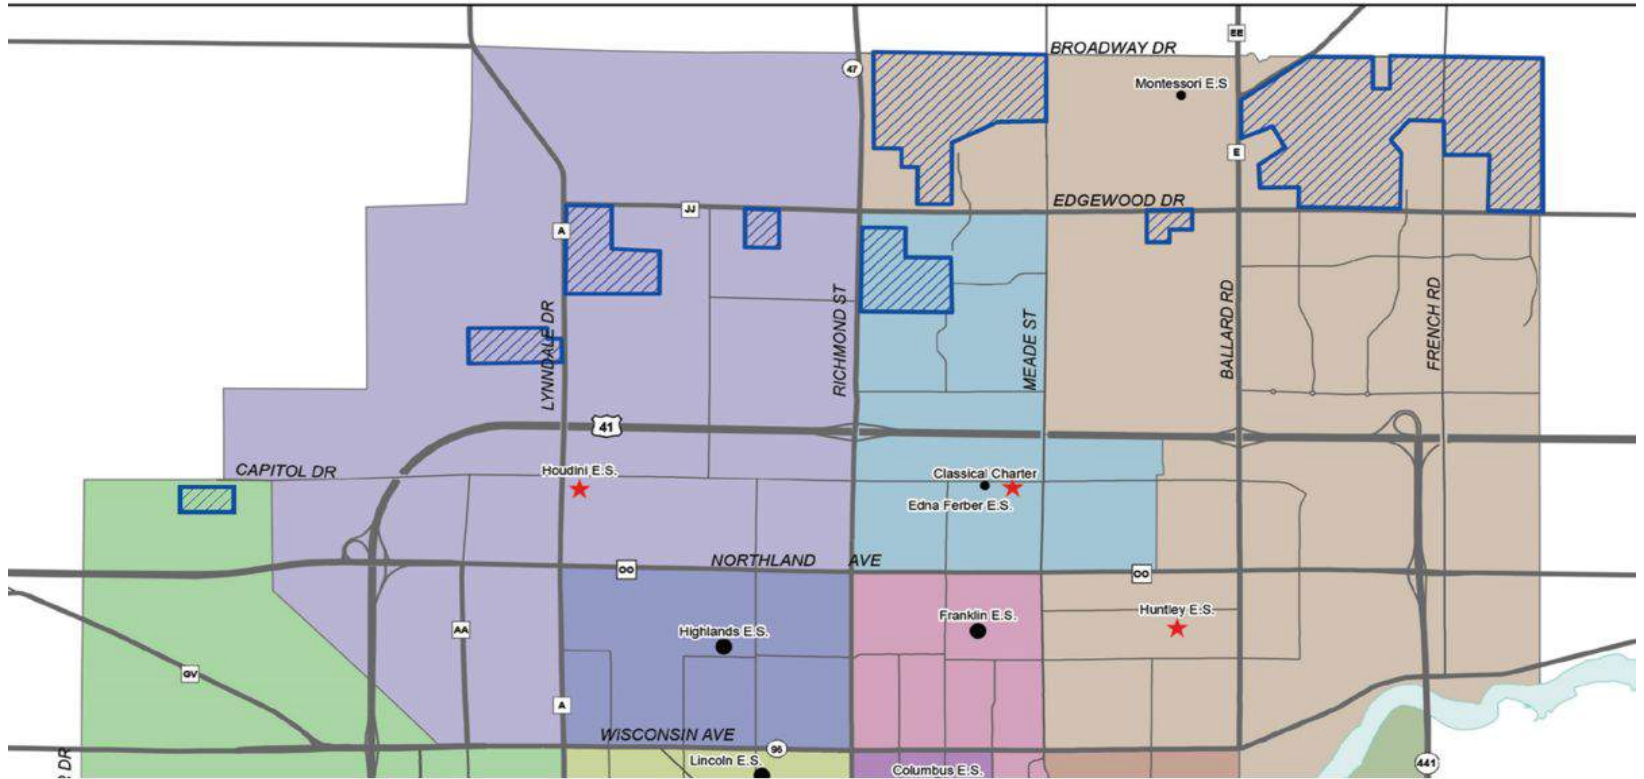 EE
BROADWAY DR
47
Montessori E.S
E
EDGEWOOD DR
JJ
A
LYNNDALE DR
RICHMOND ST
MEADE ST
BALLARD RD
FRENCH RD
41
CAPITOL DR
Houdini E.S.
Classical Charter
Edna Ferber E.S.
NORTHLAND AVE
OO
OO
Franklin E.S.
Huntley E.S.
AA
Highlands E.S.
GV
A
WISCONSIN AVE
96
Lincoln E.S.
Columbus E.S.
441
DR